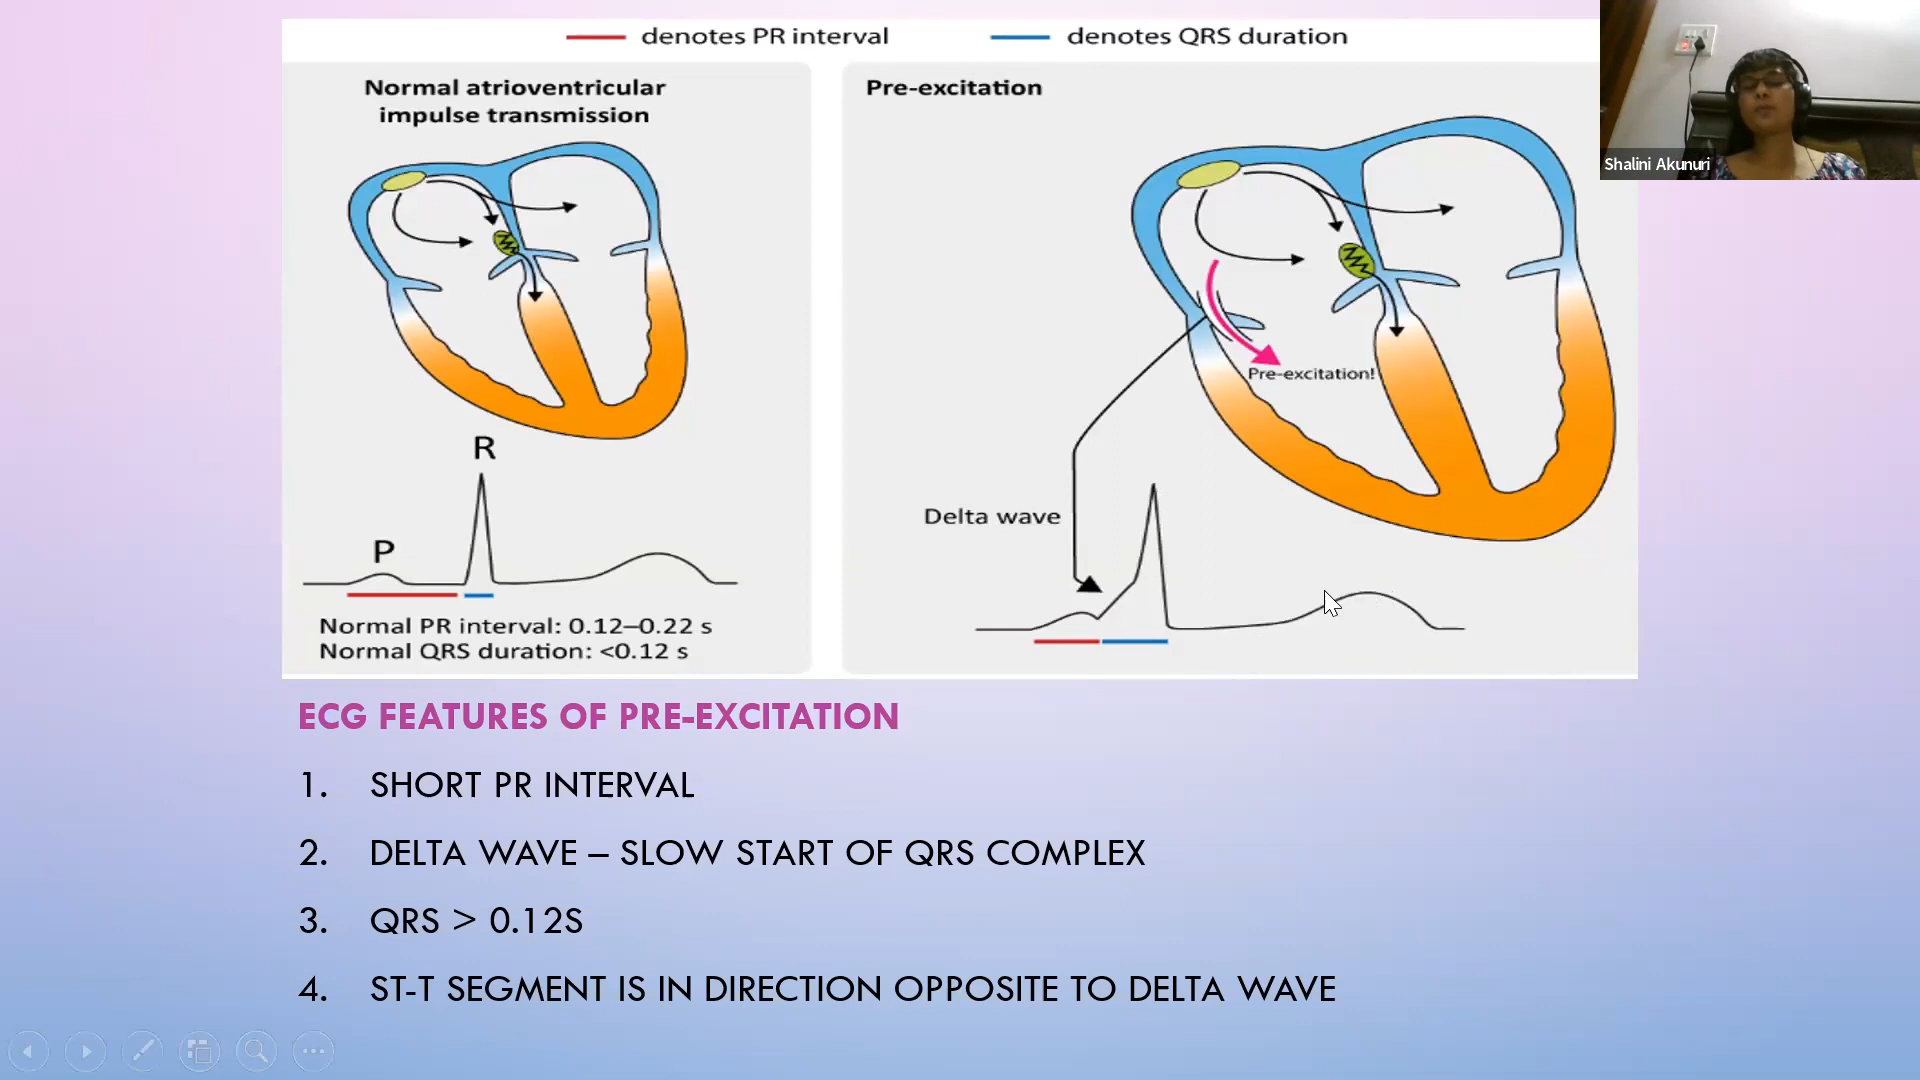 denotes PR interval
denotes QRS duration
Normal atrioventricular
impulse transmission
R
P
Normal PR interval: 0.12–0.22 s
Normal QRS duration: <0.12 s
Pre-excitation
Pre-excitation!
Delta wave
Shalini Akunuri
ECG FEATURES OF PRE-EXCITATION
1. SHORT PR INTERVAL
2. DELTA WAVE – SLOW START OF QRS COMPLEX
3. QRS > 0.12S
4. ST-T SEGMENT IS IN DIRECTION OPPOSITE TO DELTA WAVE